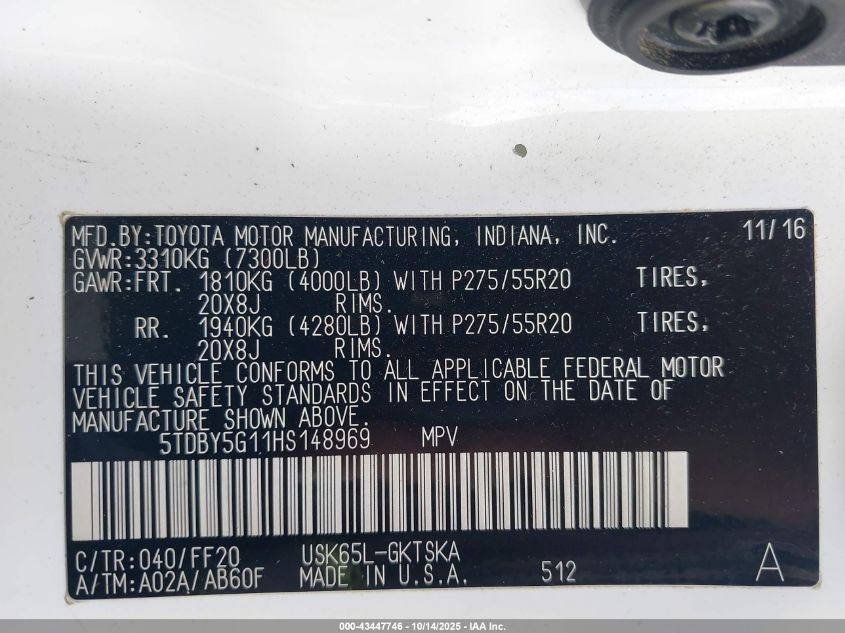 MFD.BY:TOYOTA MOTOR MANUFACTURING, INDIANA, INC. 11/16
GVWR:3310KG (7300LB)
GAWR:FRT. 1810KG (4000LB) WITH P275/55R20 TIRES,
20X8J RIMS.
RR. 1940KG (4280LB) WITH P275/55R20 TIRES,
20X8J RIMS.
THIS VEHICLE CONFORMS TO ALL APPLICABLE FEDERAL MOTOR
VEHICLE SAFETY STANDARDS IN EFFECT ON THE DATE OF
MANUFACTURE SHOWN ABOVE.
5TDBY5G11HS148969 MPV
C/TR:040/FF20 USK65L-GKTSKA
A/TM:A02A/AB60F MADE IN U.S.A. 512 A
000-43447746 - 10/14/2025 - IAA Inc.